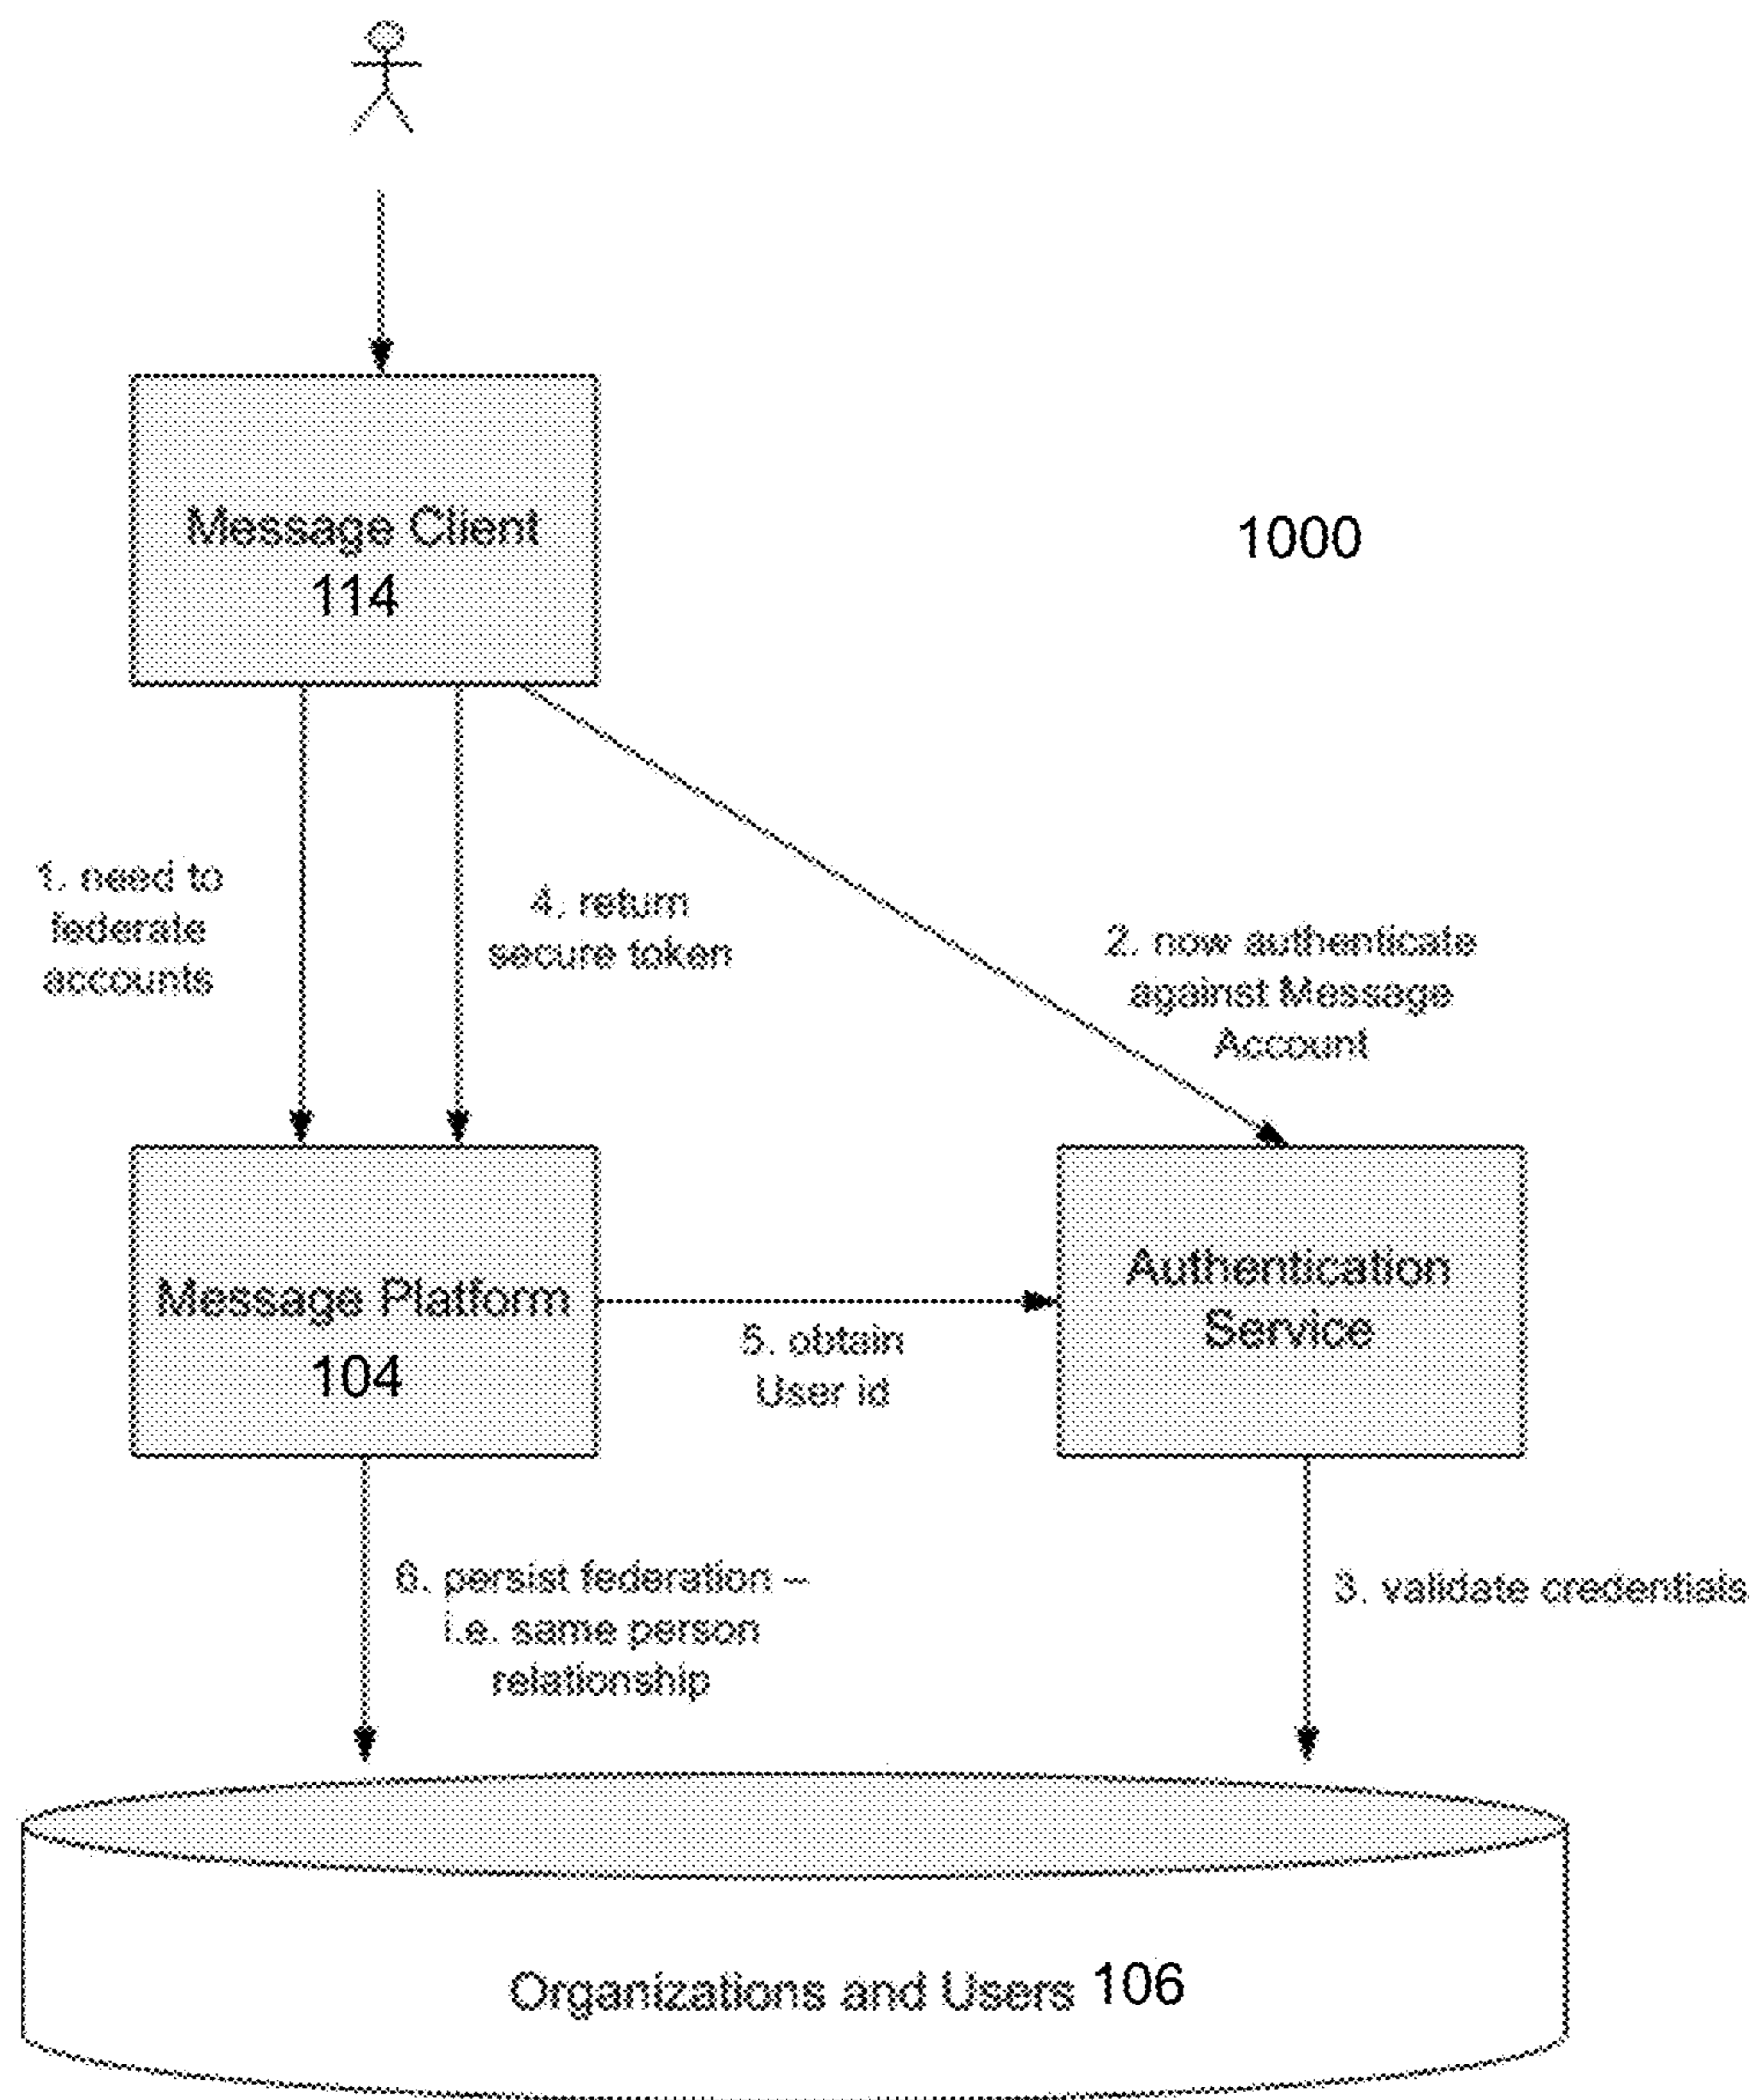 Message Client
114
1000
1. need to
federate
accounts
4. return
secure token
2. now authenticate
against Message
Account
Message Platform
104
5. obtain
User id
Authentication
Service
6. persist federation –
i.e. same person
relationship
3. validate credentials
Organizations and Users 106